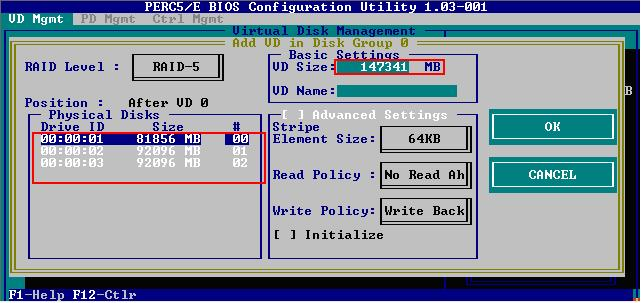 PERC5/E BIOS Configuration Utility 1.03-001
VD Mgmt PD Mgmt Ctrl Mgmt
Virtual Disk Management
Add VD in Disk Group 0
RAID Level : RAID-5
Basic Settings
VD Size: 147341 MB
VD Name:
Position : After VD 0
Physical Disks
Drive ID Size #
00:00:01 81856 MB 00
00:00:02 92096 MB 01
00:00:03 92096 MB 02
[ ] Advanced Settings
Stripe
Element Size: 64KB
Read Policy : No Read Ah
Write Policy: Write Back
[ ] Initialize
OK
CANCEL
B
F1-Help F12-Ctlr